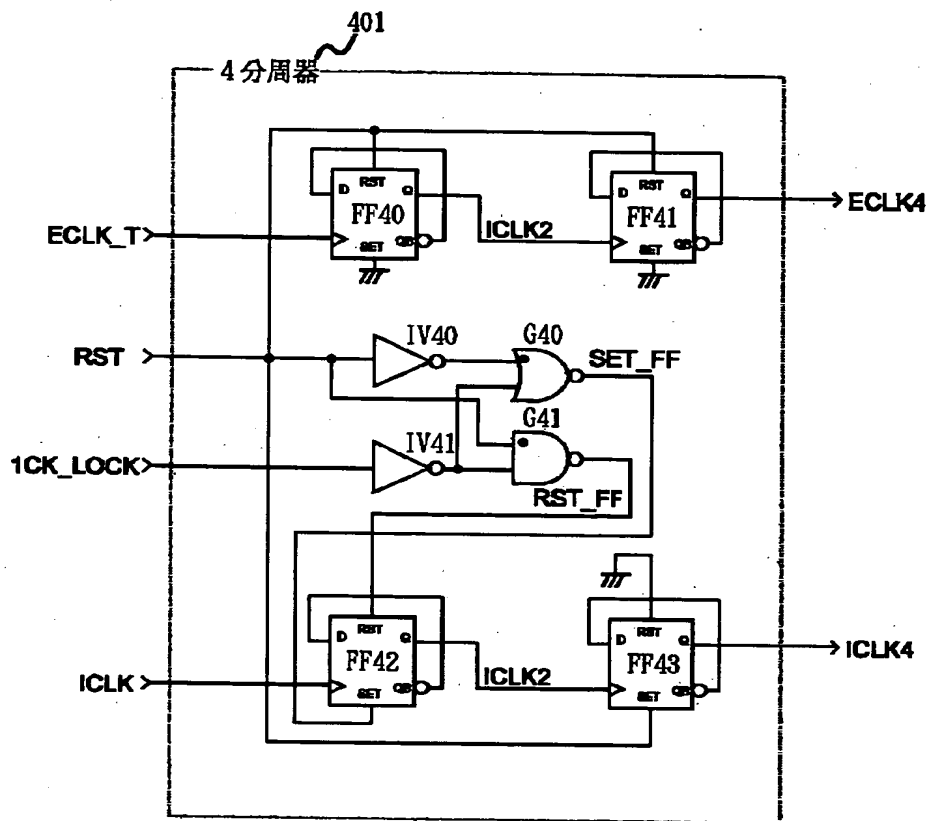 401
4分周器
D RST Q
FF40
SET QB
ICLK2
D RST Q
FF41
SET QB
ECLK4
ECLK_T
RST
IV40
G40
SET_FF
G41
IV41
1CK_LOCK
RST_FF
D RST Q
FF42
SET QB
ICLK2
D RST Q
FF43
SET QB
ICLK4
ICLK